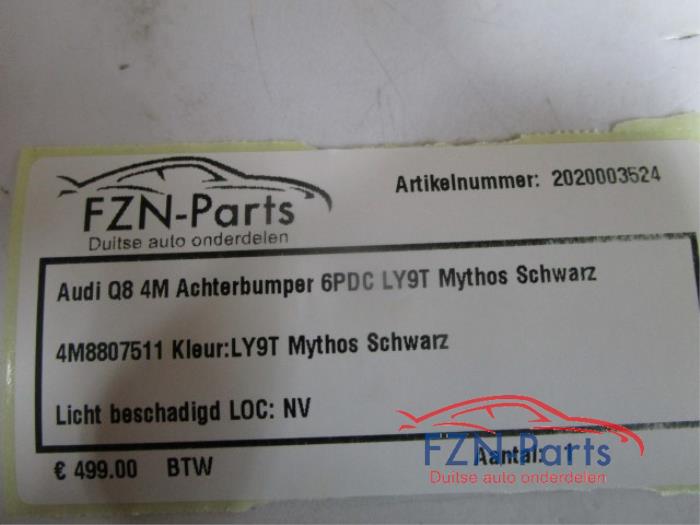 FZN-Parts
Duitse auto onderdelen
Artikelnummer: 2020003524
Audi Q8 4M Achterbumper 6PDC LY9T Mythos Schwarz
4M8807511 Kleur:LY9T Mythos Schwarz
Licht beschadigd LOC: NV
€ 499.00 BTW
Aantal: 1
FZN-Parts
Duitse auto onderdelen